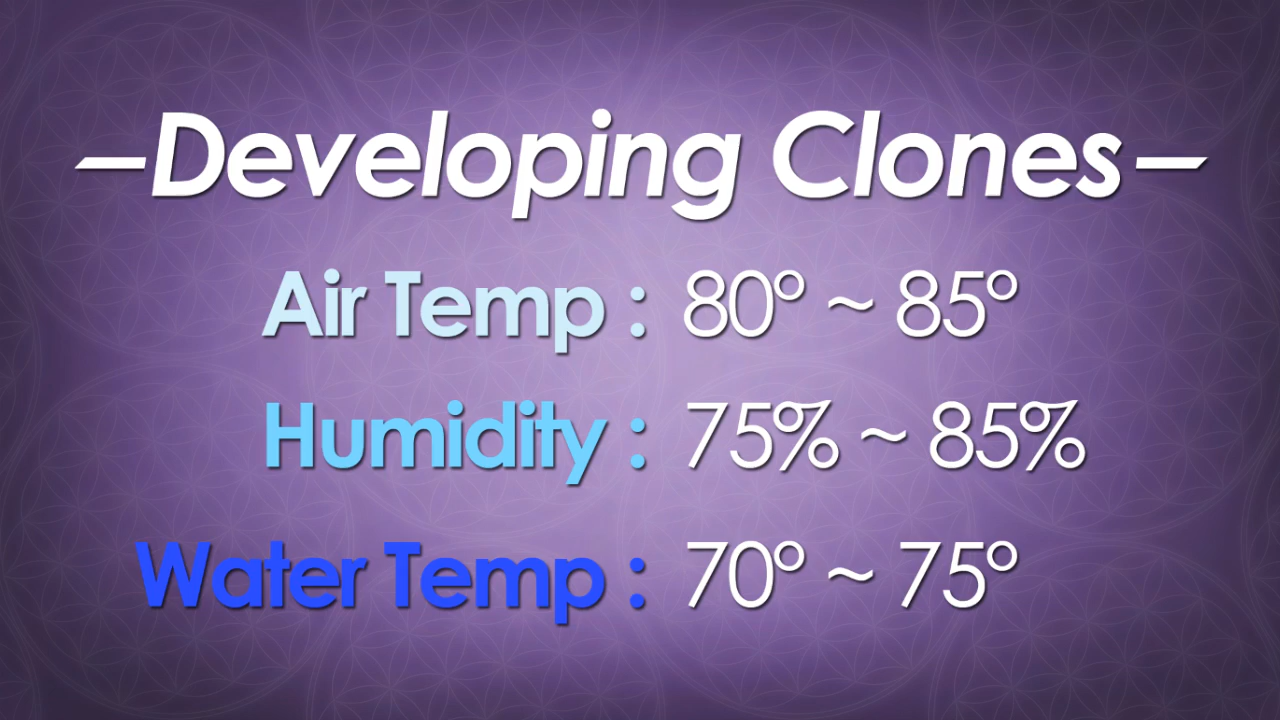 —Developing Clones—
Air Temp : 80° ~ 85°
Humidity : 75% ~ 85%
Water Temp : 70° ~ 75°